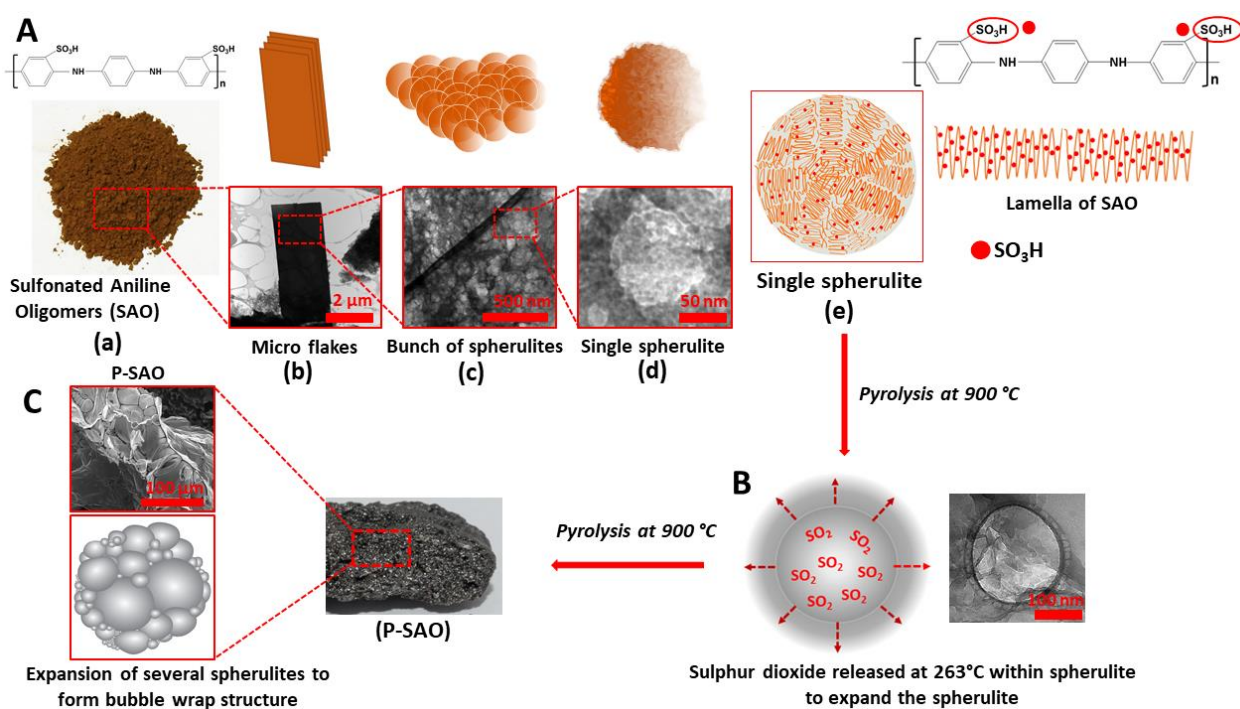 A
SO₃H
SO₃H
NH
NH
n
Sulfonated Aniline
Oligomers (SAO)
(a)
2 µm
Micro flakes
(b)
500 nm
Bunch of spherulites
(c)
50 nm
Single spherulite
(d)
Single spherulite
(e)
SO₃H
SO₃H
NH
NH
n
Lamella of SAO
SO₃H
Pyrolysis at 900 °C
B
SO₂
SO₂
SO₂
SO₂
SO₂
SO₂
SO₂
100 nm
Sulphur dioxide released at 263°C within spherulite
to expand the spherulite
Pyrolysis at 900 °C
(P-SAO)
C
P-SAO
100 µm
Expansion of several spherulites to
form bubble wrap structure